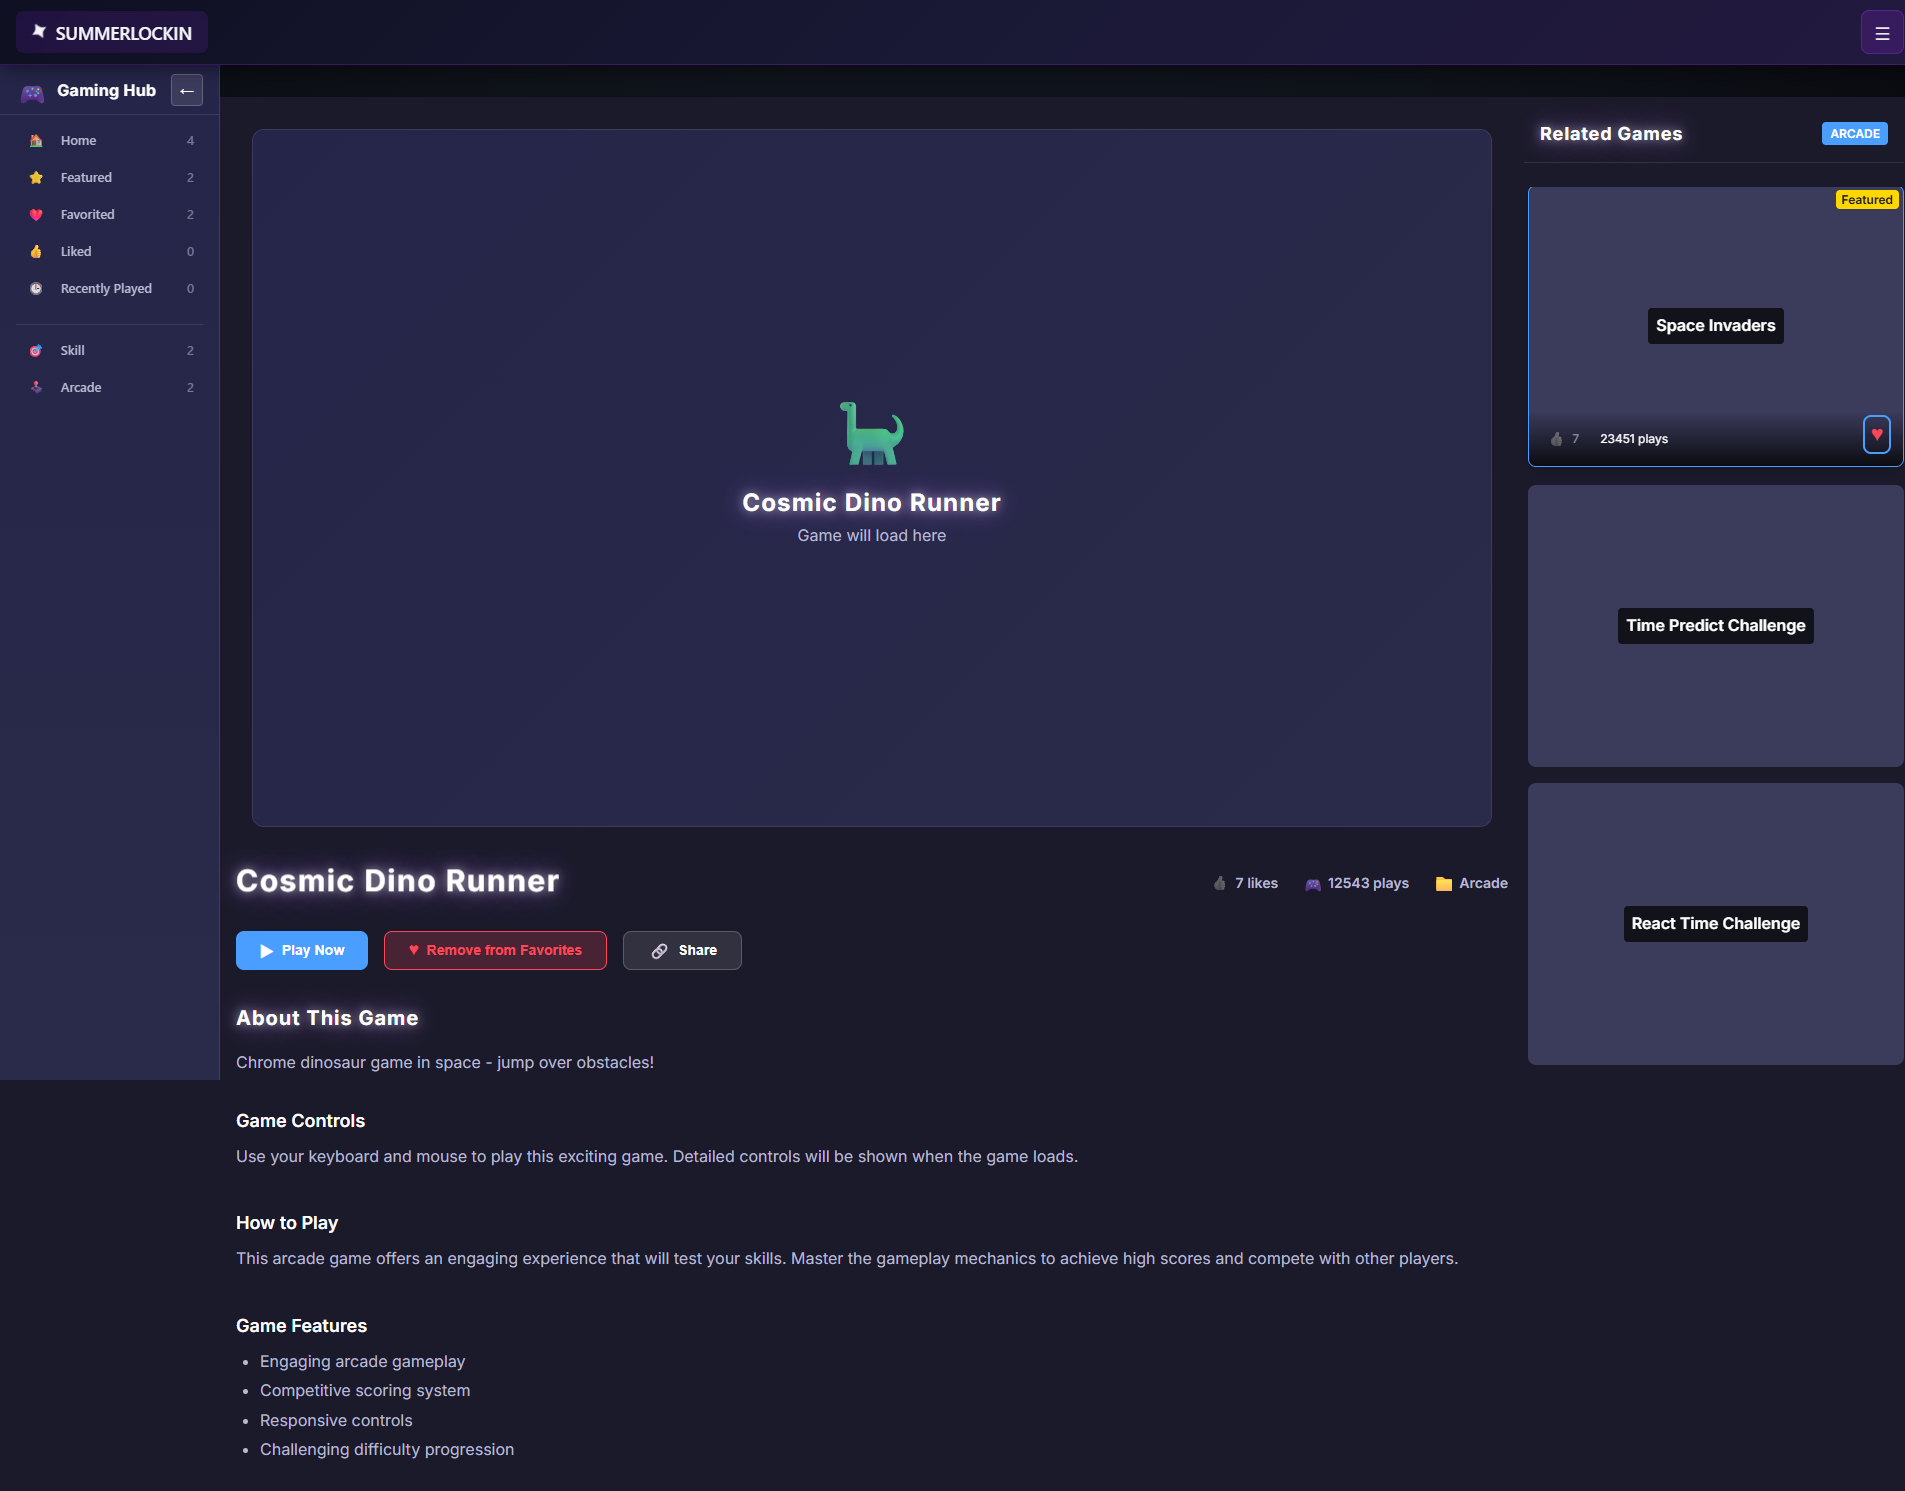 SUMMERLOCKIN
Gaming Hub
Home 4
Featured 2
Favorited 2
Liked 0
Recently Played 0
Skill 2
Arcade 2
Cosmic Dino Runner
Game will load here
Cosmic Dino Runner
7 likes 12543 plays Arcade
Play Now Remove from Favorites Share
About This Game
Chrome dinosaur game in space - jump over obstacles!
Game Controls
Use your keyboard and mouse to play this exciting game. Detailed controls will be shown when the game loads.
How to Play
This arcade game offers an engaging experience that will test your skills. Master the gameplay mechanics to achieve high scores and compete with other players.
Game Features
• Engaging arcade gameplay
• Competitive scoring system
• Responsive controls
• Challenging difficulty progression
Related Games ARCADE
Featured
Space Invaders
7 23451 plays
Time Predict Challenge
React Time Challenge